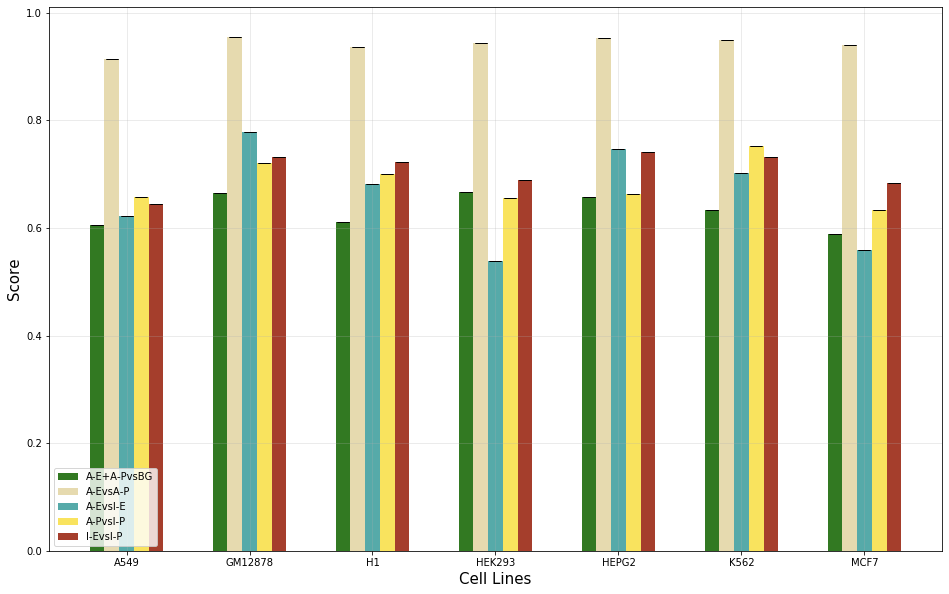 1.0
0.8
0.6
0.4
0.2
0.0
Score
A-E+A-PvsBG
A-EvsA-P
A-EvsI-E
A-PvsI-P
I-EvsI-P
A549 GM12878 H1 HEK293 HEPG2 K562 MCF7
Cell Lines